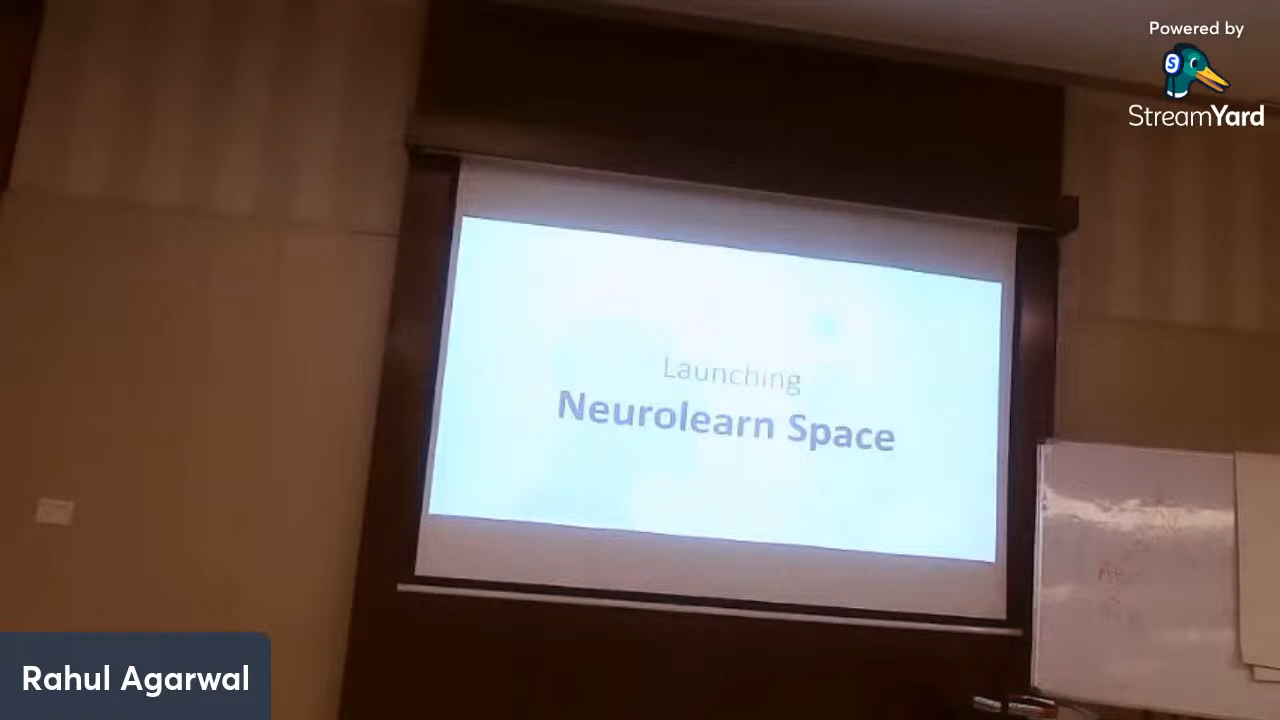 Powered by
S
StreamYard
Launching
Neurolearn Space
Rahul Agarwal